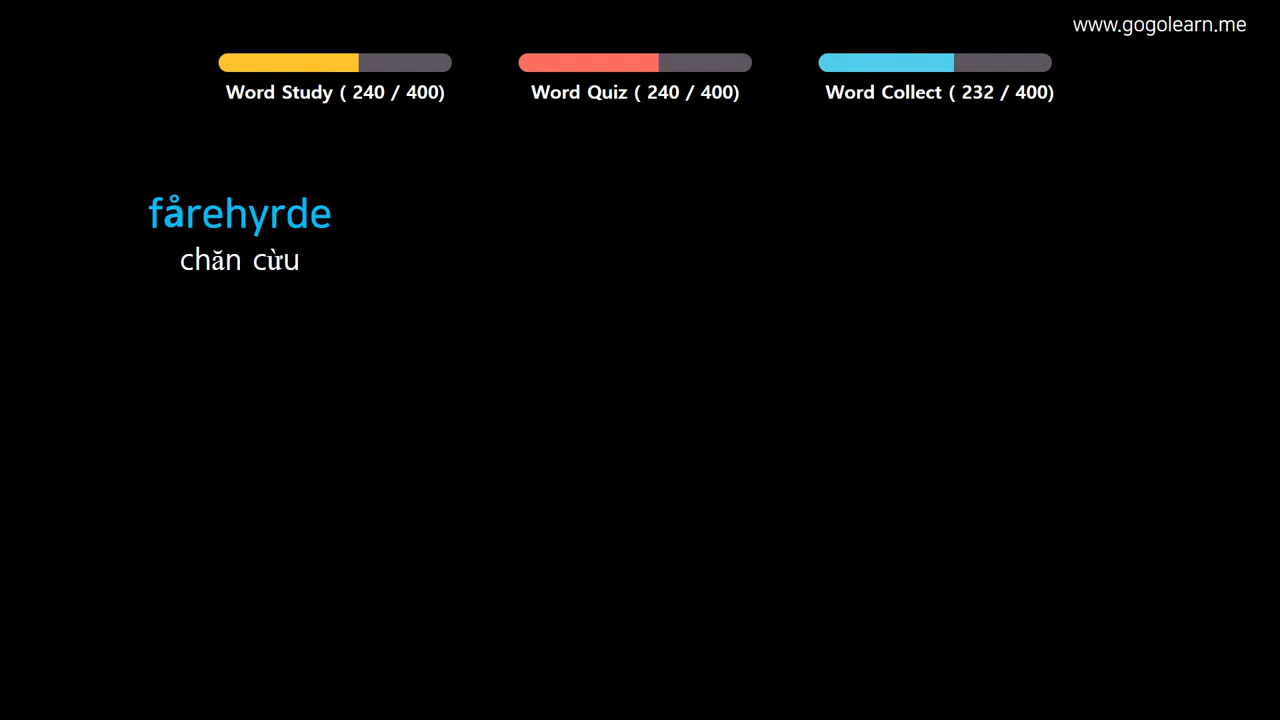 www.gogolearn.me
Word Study ( 240 / 400)
Word Quiz ( 240 / 400)
Word Collect ( 232 / 400)
fårehyrde
chăn cừu